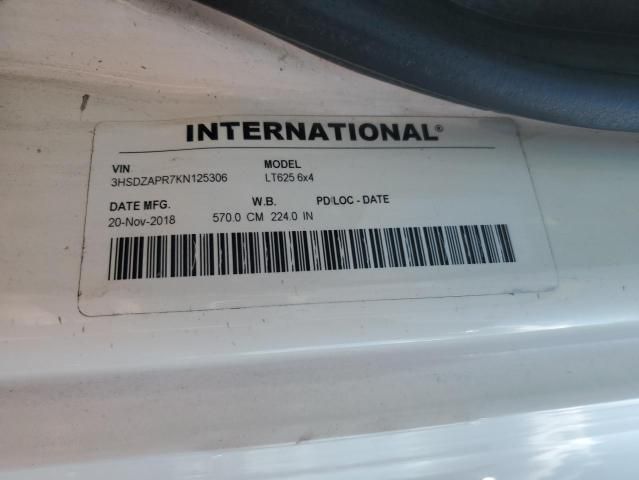 INTERNATIONAL®
VIN MODEL
3HSDZAPR7KN125306 LT625 6x4
DATE MFG. W.B. PD/LOC - DATE
20-Nov-2018 570.0 CM 224.0 IN